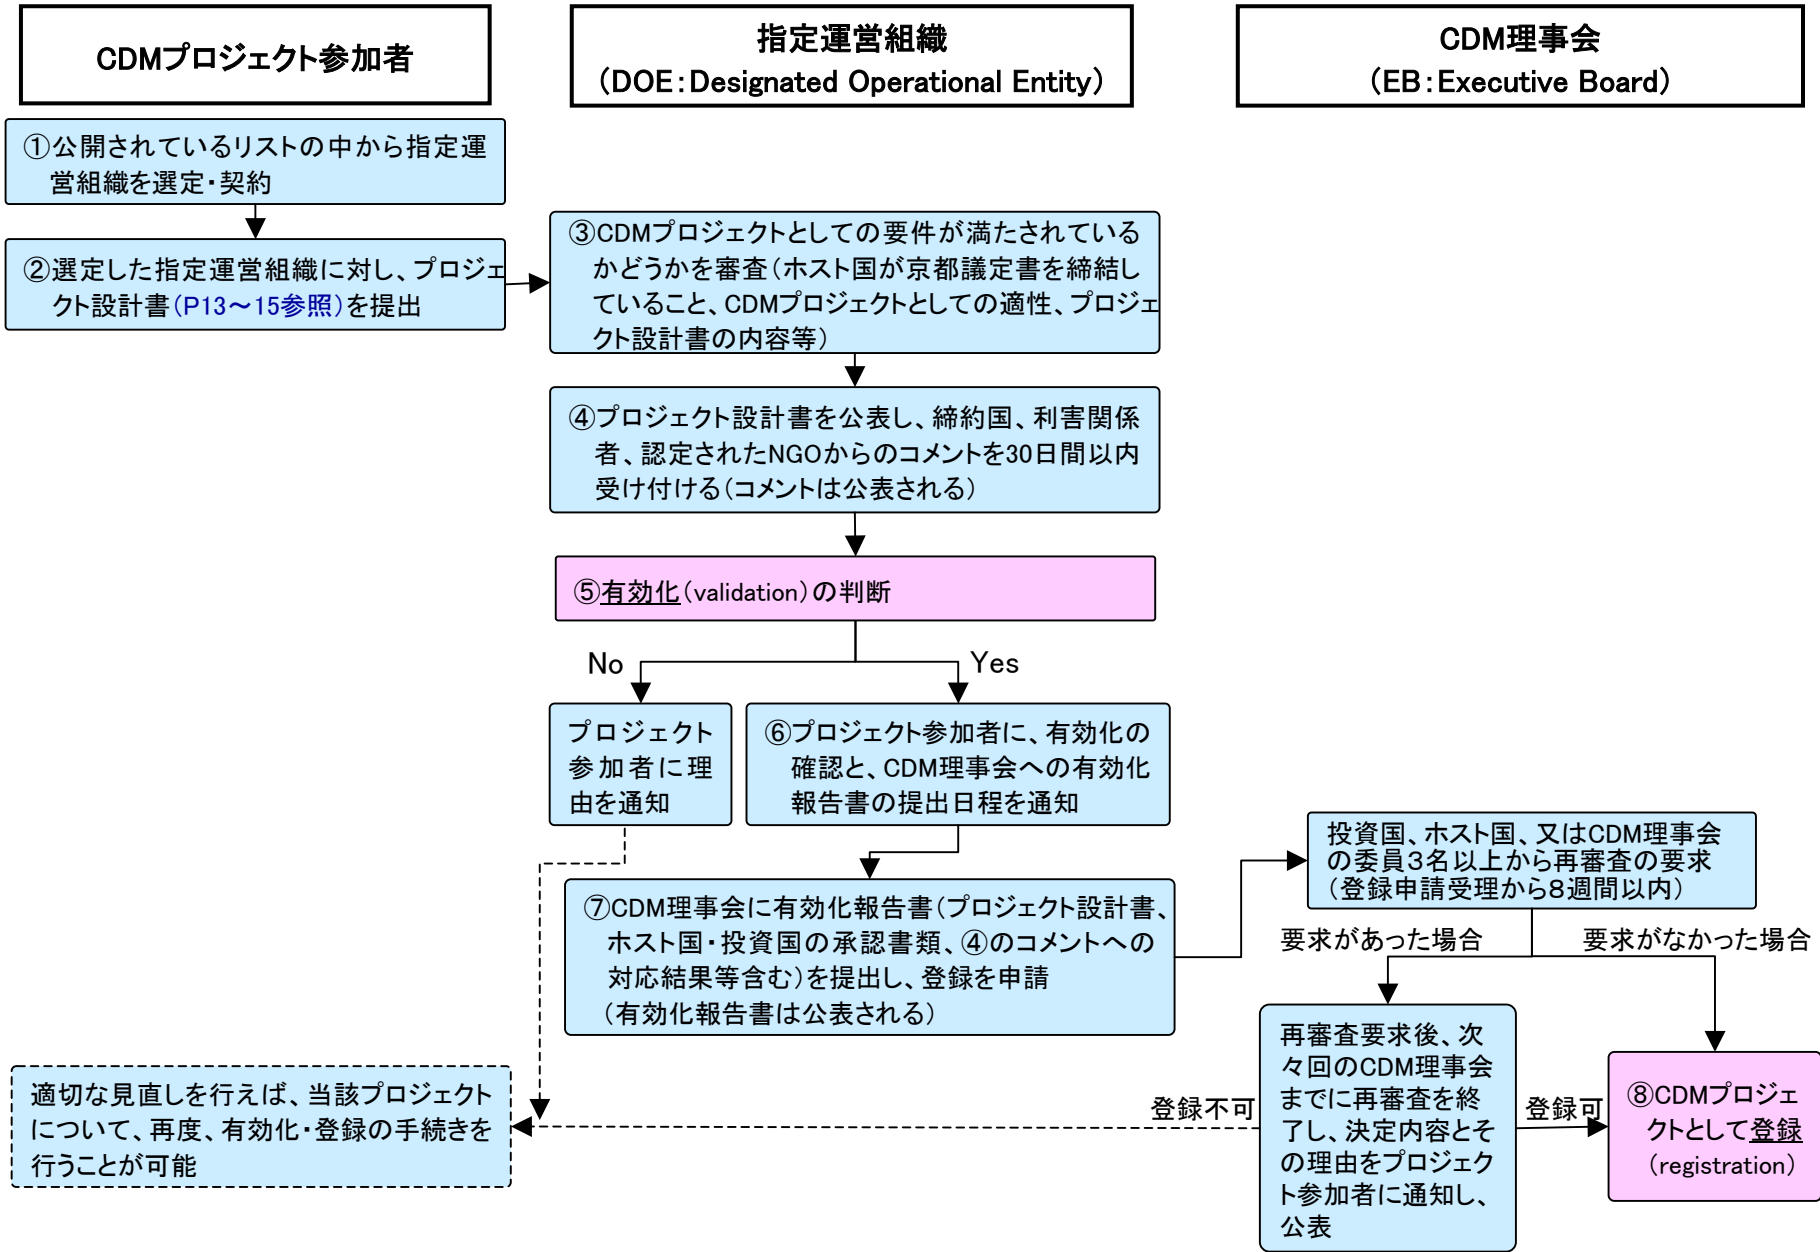 CDMプロジェクト参加者
指定運営組織
（DOE：Designated Operational Entity）
CDM理事会
（EB：Executive Board）
①公開されているリストの中から指定運
営組織を選定・契約
②選定した指定運営組織に対し、プロジェ
クト設計書（P13～15参照）を提出
③CDMプロジェクトとしての要件が満たされている
かどうかを審査（ホスト国が京都議定書を締結し
ていること、CDMプロジェクトとしての適性、プロジェ
クト設計書の内容等）
④プロジェクト設計書を公表し、締約国、利害関係
者、認定されたNGOからのコメントを30日間以内
受け付ける（コメントは公表される）
⑤有効化（validation）の判断
No
Yes
プロジェクト
参加者に理
由を通知
⑥プロジェクト参加者に、有効化の
確認と、CDM理事会への有効化
報告書の提出日程を通知
⑦CDM理事会に有効化報告書（プロジェクト設計書、
ホスト国・投資国の承認書類、④のコメントへの
対応結果等含む）を提出し、登録を申請
（有効化報告書は公表される）
投資国、ホスト国、又はCDM理事会
の委員３名以上から再審査の要求
（登録申請受理から８週間以内）
要求があった場合
要求がなかった場合
再審査要求後、次
々回のCDM理事会
までに再審査を終
了し、決定内容とそ
の理由をプロジェク
ト参加者に通知し、
公表
登録不可
登録可
⑧CDMプロジェ
クトとして登録
（registration）
適切な見直しを行えば、当該プロジェクト
について、再度、有効化・登録の手続きを
行うことが可能